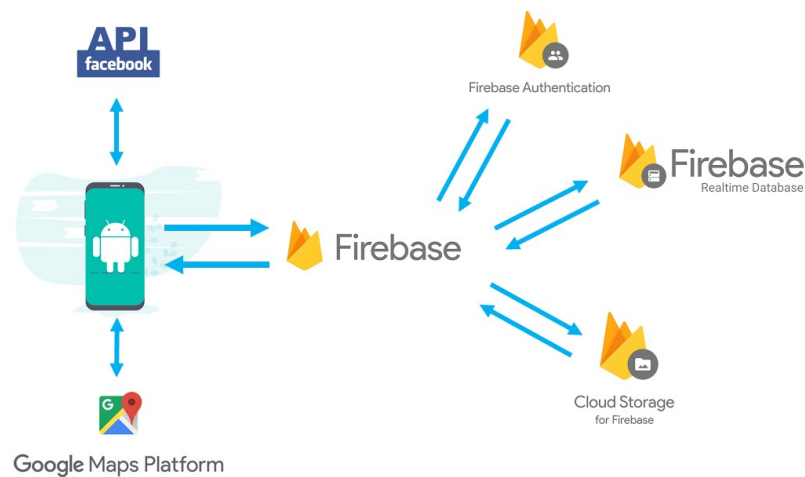 API
facebook
Firebase Authentication
Firebase
Realtime Database
Firebase
Cloud Storage
for Firebase
G
Google Maps Platform